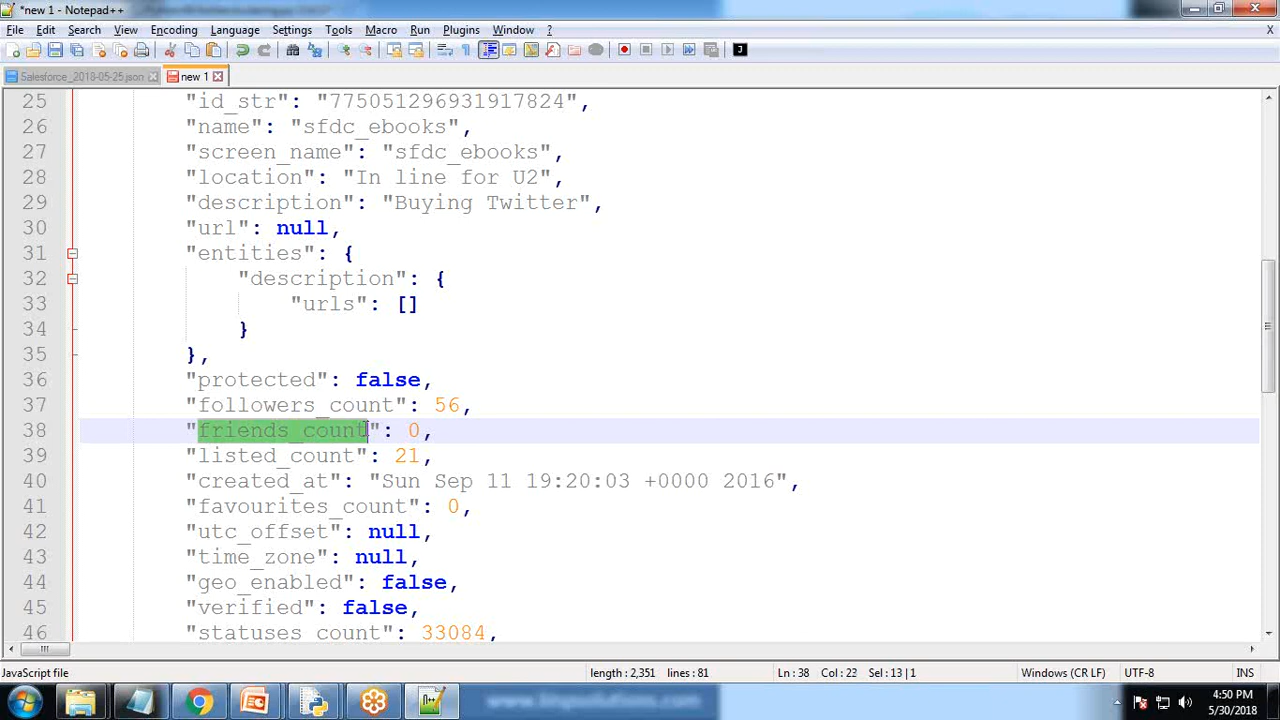 *new 1 - Notepad++
File Edit Search View Encoding Language Settings Tools Macro Run Plugins Window ? X
Salesforce_2018-05-25.json new 1
25 "id_str": "775051296931917824",
26 "name": "sfdc_ebooks",
27 "screen_name": "sfdc_ebooks",
28 "location": "In line for U2",
29 "description": "Buying Twitter",
30 "url": null,
31 "entities": {
32 "description": {
33 "urls": []
34 }
35 },
36 "protected": false,
37 "followers_count": 56,
38 "friends_count": 0,
39 "listed_count": 21,
40 "created_at": "Sun Sep 11 19:20:03 +0000 2016",
41 "favourites_count": 0,
42 "utc_offset": null,
43 "time_zone": null,
44 "geo_enabled": false,
45 "verified": false,
46 "statuses_count": 33084,
JavaScript file length : 2,351 lines : 81 Ln : 38 Col : 22 Sel : 13 | 1 Windows (CR LF) UTF-8 INS
4:50 PM
5/30/2018